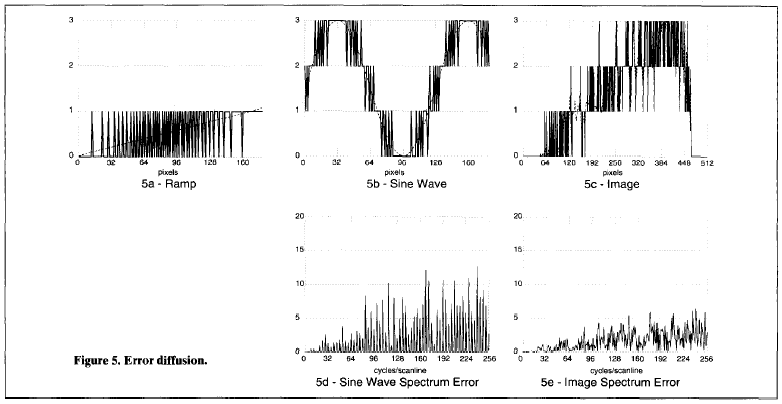 3
2
1
0
0 32 64 96 128 160
pixels
5a - Ramp
3
2
1
0
0 32 64 96 128 160
pixels
5b - Sine Wave
3
2
1
0
0 64 128 192 256 320 384 448 512
pixels
5c - Image
20
15
10
5
0
0 32 64 96 128 160 192 224 256
cycles/scanline
5d - Sine Wave Spectrum Error
20
15
10
5
0
0 32 64 96 128 160 192 224 256
cycles/scanline
5e - Image Spectrum Error
Figure 5. Error diffusion.